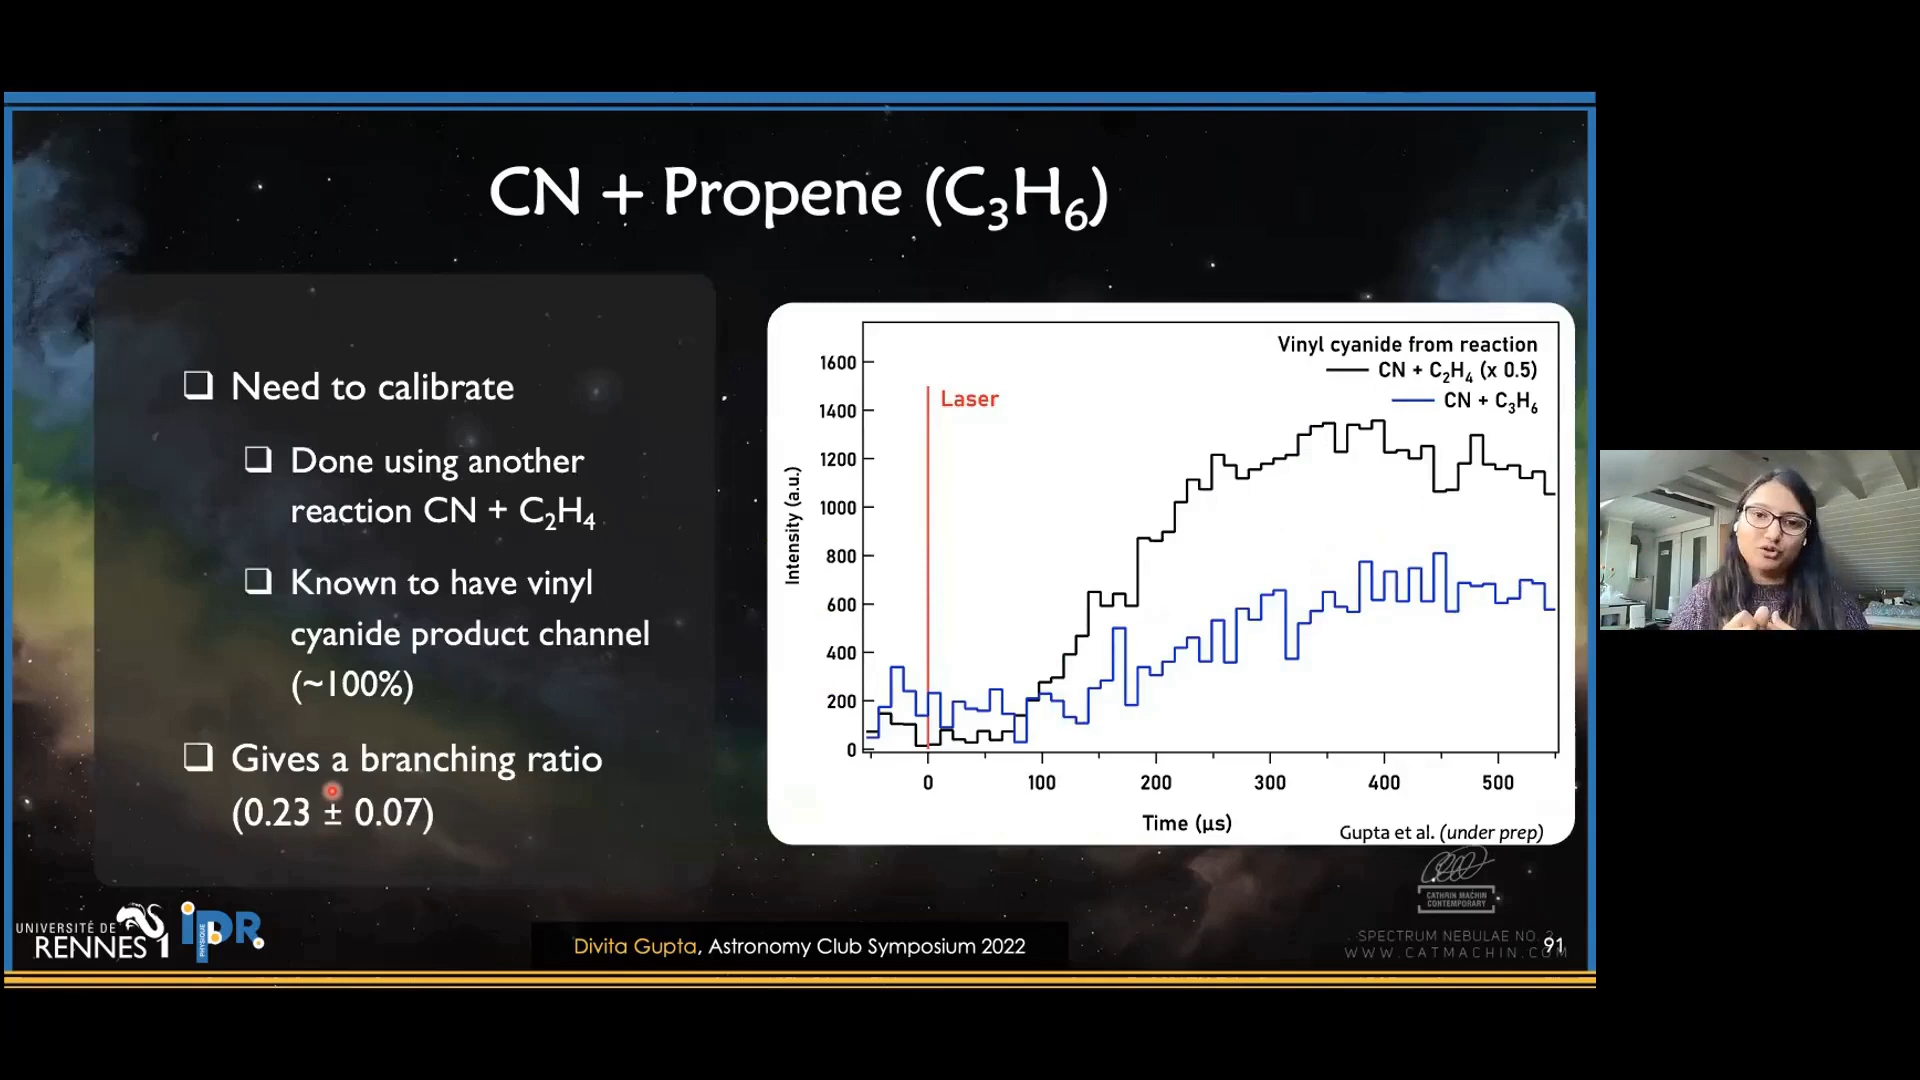 CN + Propene (C₃H₆)
❑ Need to calibrate
❑ Done using another
reaction CN + C₂H₄
❑ Known to have vinyl
cyanide product channel
(~100%)
❑ Gives a branching ratio
(0.23 ± 0.07)
Vinyl cyanide from reaction
CN + C₂H₄ (x 0.5)
CN + C₃H₆
Laser
Intensity (a.u.)
1600
1400
1200
1000
800
600
400
200
0
0 100 200 300 400 500
Time (µs)
Gupta et al. (under prep)
CATHRIN MACHIN
CONTEMPORARY
UNIVERSITÉ DE
RENNES 1
iPR
PHYSIQUE
Divita Gupta, Astronomy Club Symposium 2022
SPECTRUM NEBULAE NO. 2
WWW.CATMACHIN.COM
91